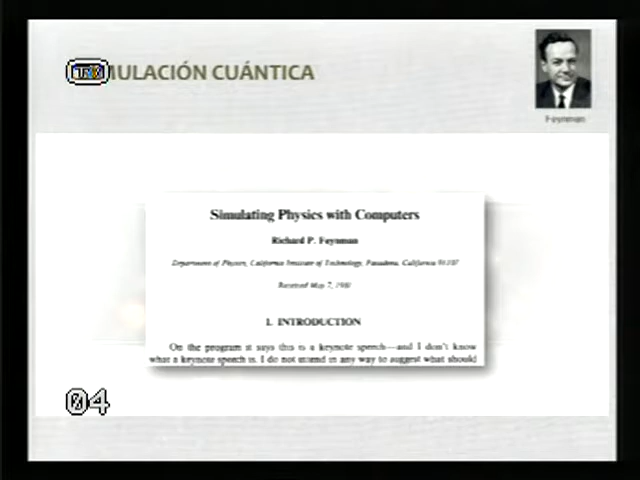 MULACIÓN CUÁNTICA
Feynman
Simulating Physics with Computers
Richard P. Feynman
Department of Physics, California Institute of Technology, Pasadena, California 91107
Received May 7, 1981
1. INTRODUCTION
On the program it says this is a keynote speech—and I don't know
what a keynote speech is. I do not intend in any way to suggest what should
04